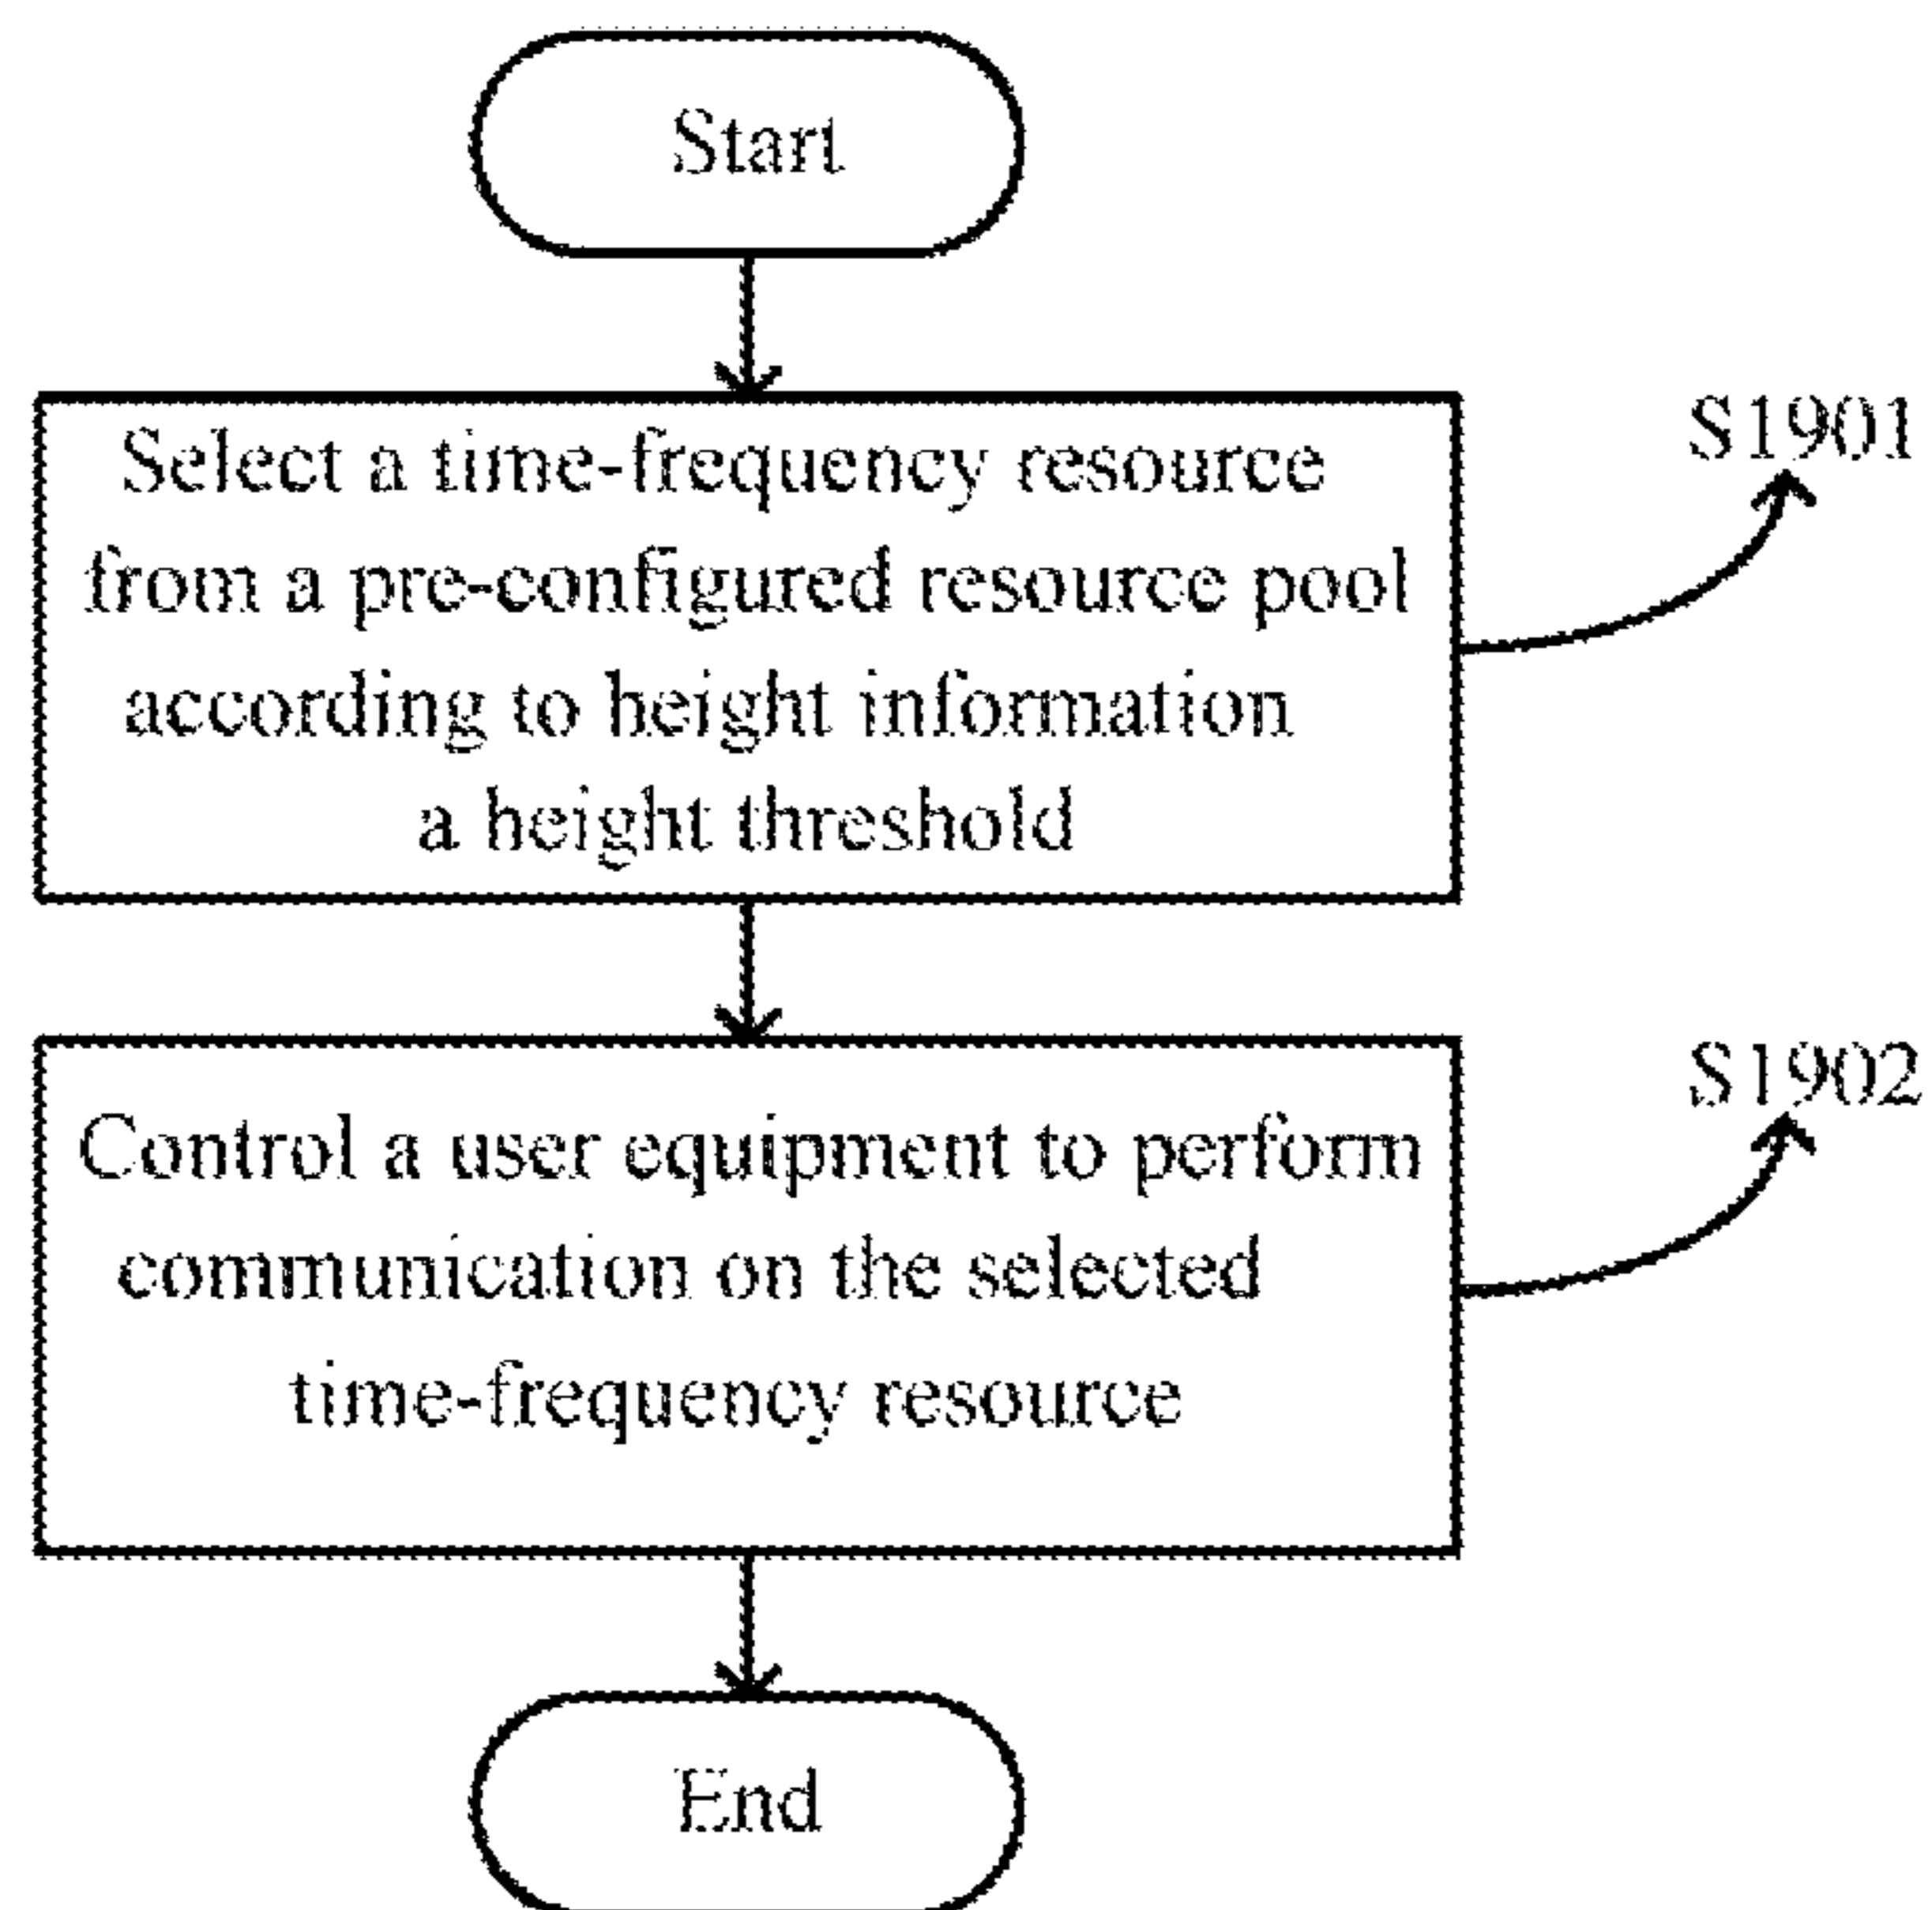 Start
Select a time-frequency resource
from a pre-configured resource pool
according to height information
a height threshold
S1901
Control a user equipment to perform
communication on the selected
time-frequency resource
S1902
End